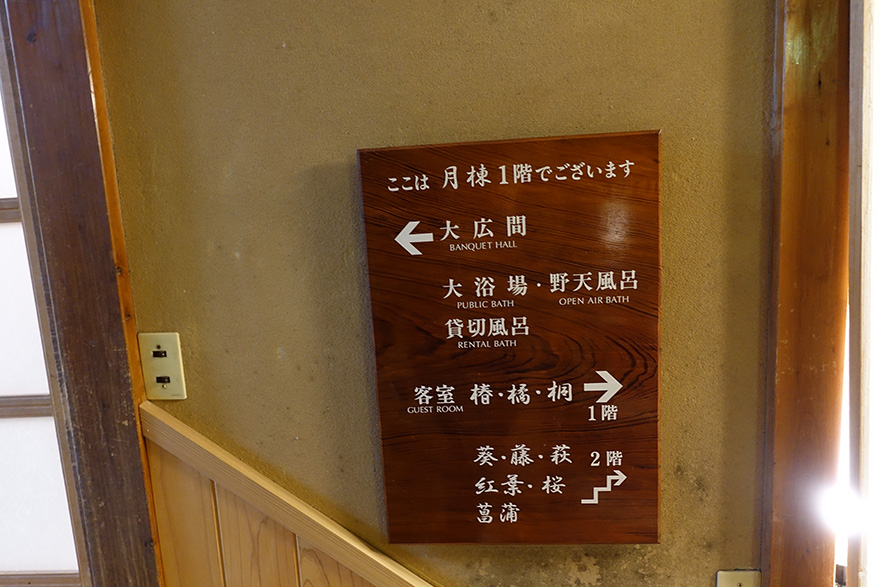 ここは 月棟1階でございます
← 大広間
BANQUET HALL
大浴場・野天風呂
PUBLIC BATH OPEN AIR BATH
貸切風呂
RENTAL BATH
客室 椿・橘・桐 →
GUEST ROOM 1階
葵・藤・萩 2階
紅葉・桜
菖蒲